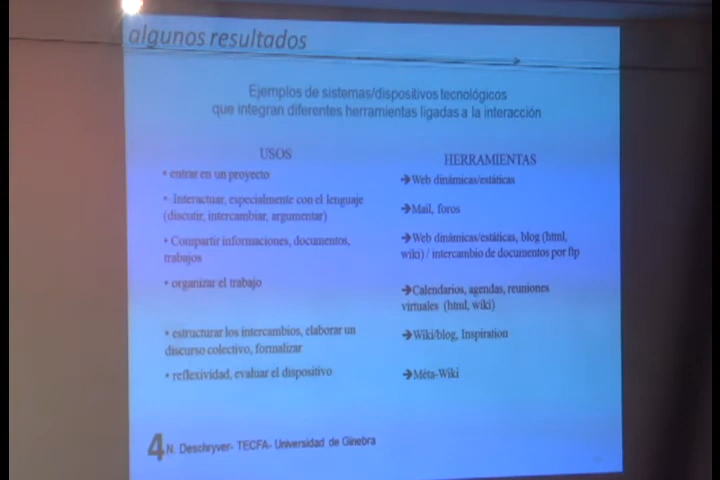 algunos resultados
Ejemplos de sistemas/dispositivos tecnológicos
que integran diferentes herramientas ligadas a la interacción
USOS
• entrar en un proyecto
• Interactuar, especialmente con el lenguaje
(discutir, intercambiar, argumentar)
• Compartir informaciones, documentos,
trabajos
• organizar el trabajo
• estructurar los intercambios, elaborar un
discurso colectivo, formalizar
• reflexividad, evaluar el dispositivo
HERRAMIENTAS
➔Web dinámicas/estáticas
➔Mail, foros
➔Web dinámicas/estáticas, blog (html,
wiki) / intercambio de documentos por ftp
➔Calendarios, agendas, reuniones
virtuales (html, wiki)
➔Wiki/blog, Inspiration
➔Méta-Wiki
4 N. Deschryver- TECFA- Universidad de Ginebra